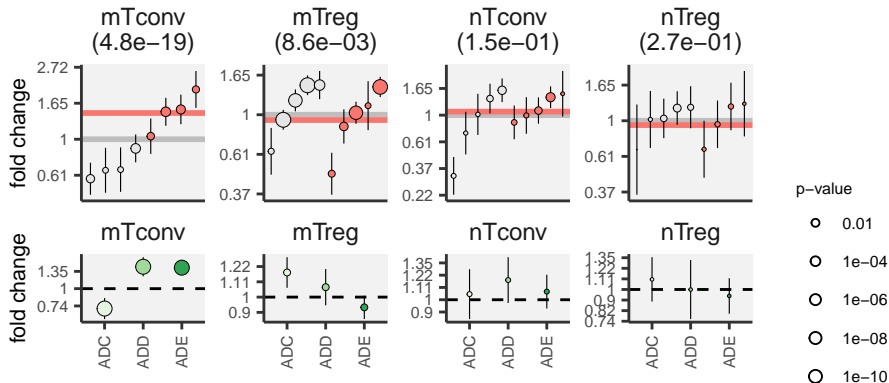 mTconv
(4.8e−19)
mTreg
(8.6e−03)
nTconv
(1.5e−01)
nTreg
(2.7e−01)
fold change
2.72
1.65
1
0.61
1.65
1
0.61
0.37
1.65
1
0.61
0.37
0.22
1.65
1
0.61
0.37
mTconv
mTreg
nTconv
nTreg
fold change
1.35
1
0.74
1.22
1.11
1
0.9
1.35
1.22
1.11
1
0.9
1.35
1.22
1.11
1
0.9
0.82
0.74
ADC
ADD
ADE
ADC
ADD
ADE
ADC
ADD
ADE
ADC
ADD
ADE
p−value
0.01
1e−04
1e−06
1e−08
1e−10